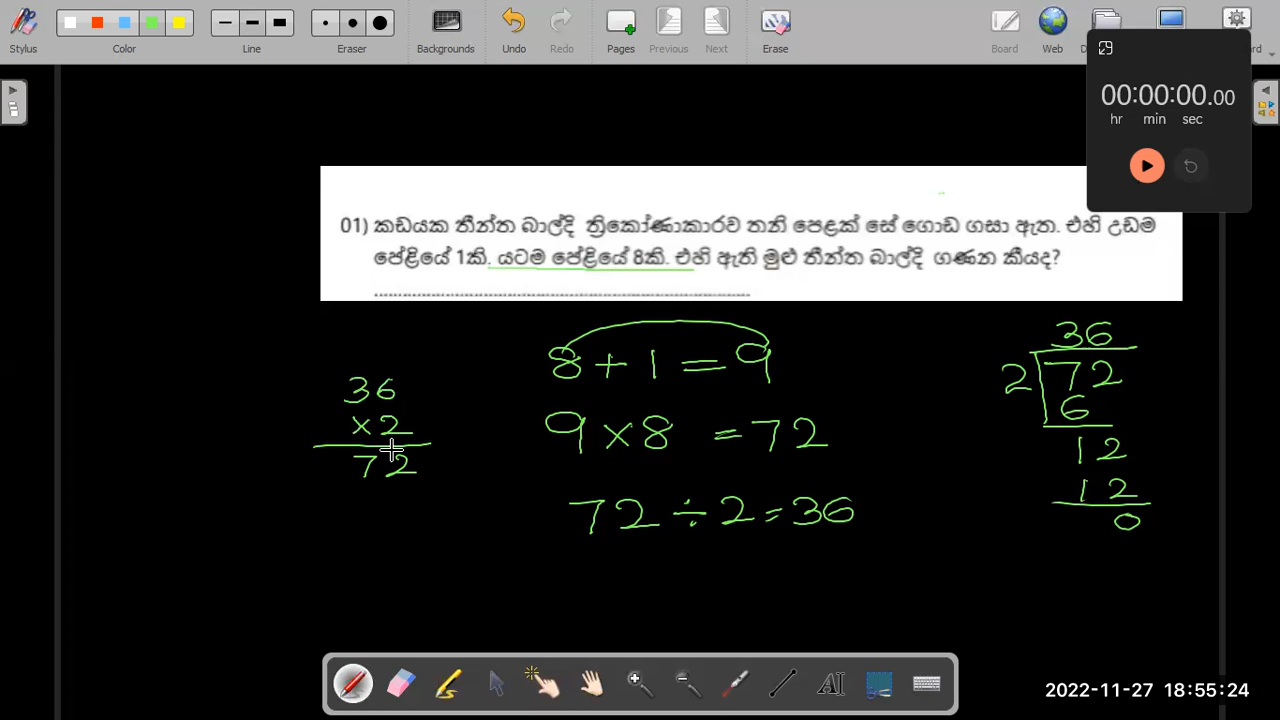 Stylus Color Line Eraser Backgrounds Undo Redo Pages Previous Next Erase Board Web
00:00:00.00
hr min sec
01) කඩයක තීන්ත බාල්දි ත්‍රිකෝණාකාරව තනි පෙළක් සේ ගොඩ ගසා ඇත. එහි උඩම
පේළියේ 1කි. යටම පේළියේ 8කි. එහි ඇති මුළු තීන්ත බාල්දි ගණන කීයද?
8 + 1 = 9
9 × 8 = 72
72 ÷ 2 = 36
36
× 2
72
36
2 72
6
12
12
0
2022-11-27 18:55:24